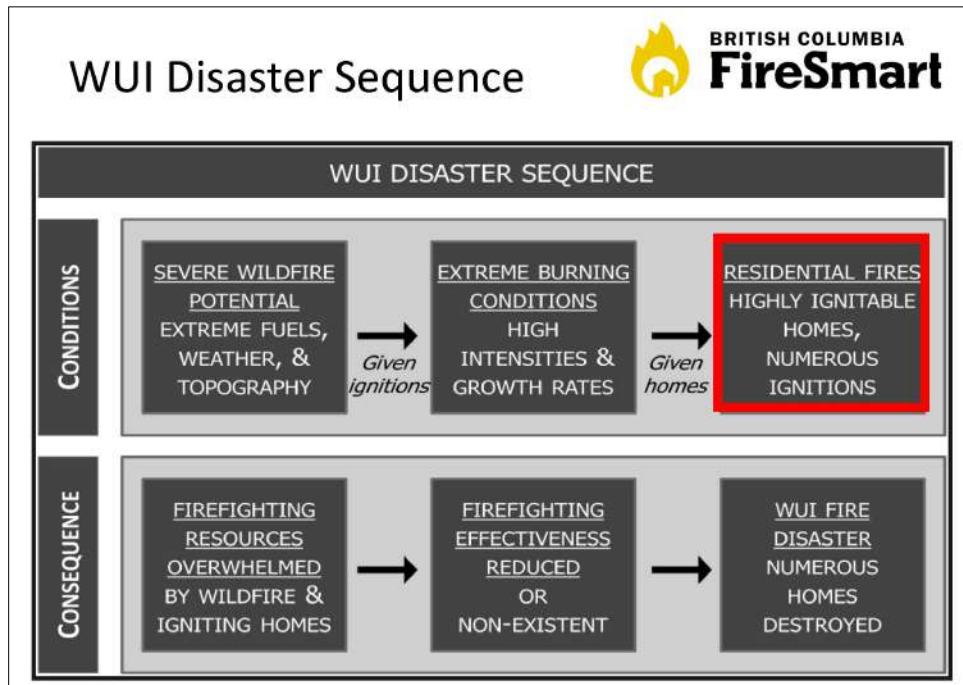 WUI Disaster Sequence
BRITISH COLUMBIA
FireSmart
WUI DISASTER SEQUENCE
CONDITIONS
SEVERE WILDFIRE
POTENTIAL
EXTREME FUELS,
WEATHER, &
TOPOGRAPHY
Given
ignitions
EXTREME BURNING
CONDITIONS
HIGH
INTENSITIES &
GROWTH RATES
Given
homes
RESIDENTIAL FIRES
HIGHLY IGNITABLE
HOMES,
NUMEROUS
IGNITIONS
CONSEQUENCE
FIREFIGHTING
RESOURCES
OVERWHELMED
BY WILDFIRE &
IGNITING HOMES
FIREFIGHTING
EFFECTIVENESS
REDUCED
OR
NON-EXISTENT
WUI FIRE
DISASTER
NUMEROUS
HOMES
DESTROYED